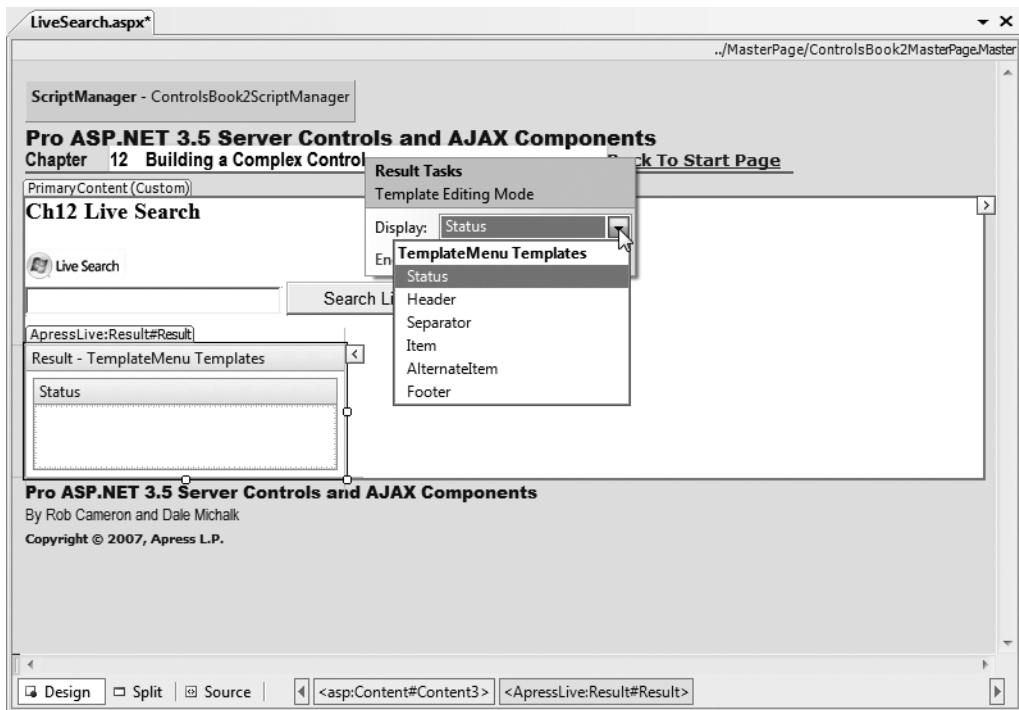 LiveSearch.aspx*
../MasterPage/ControlsBook2MasterPage.Master
ScriptManager - ControlsBook2ScriptManager
Pro ASP.NET 3.5 Server Controls and AJAX Components
Chapter 12 Building a Complex Control
To Start Page
PrimaryContent (Custom)
Ch12 Live Search
Live Search
Search
ApressLive:Result#Result
Result - TemplateMenu Templates
Status
Result Tasks
Template Editing Mode
Display: Status
TemplateMenu Templates
Status
Header
Separator
Item
AlternateItem
Footer
Pro ASP.NET 3.5 Server Controls and AJAX Components
By Rob Cameron and Dale Michalk
Copyright © 2007, Apress L.P.
Design Split Source <asp:Content#Content3> <ApressLive:Result#Result>